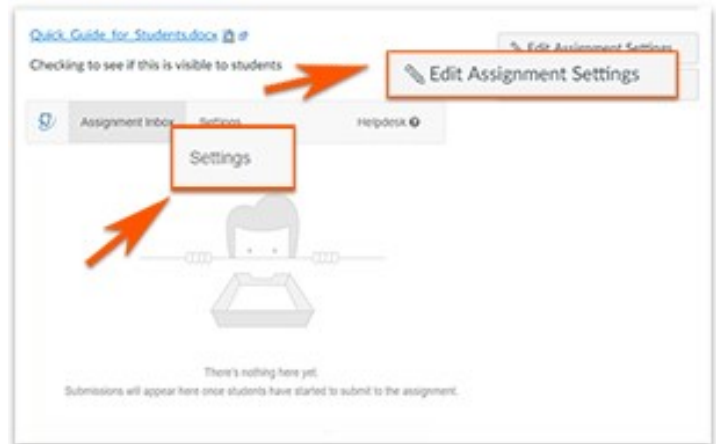 Quick_Guide_for_Students.docx
Edit Assignment Settings
Checking to see if this is visible to students
Edit Assignment Settings
Assignment Inbox Settings Helpdesk
Settings
There's nothing here yet.
Submissions will appear here once students have started to submit to the assignment.